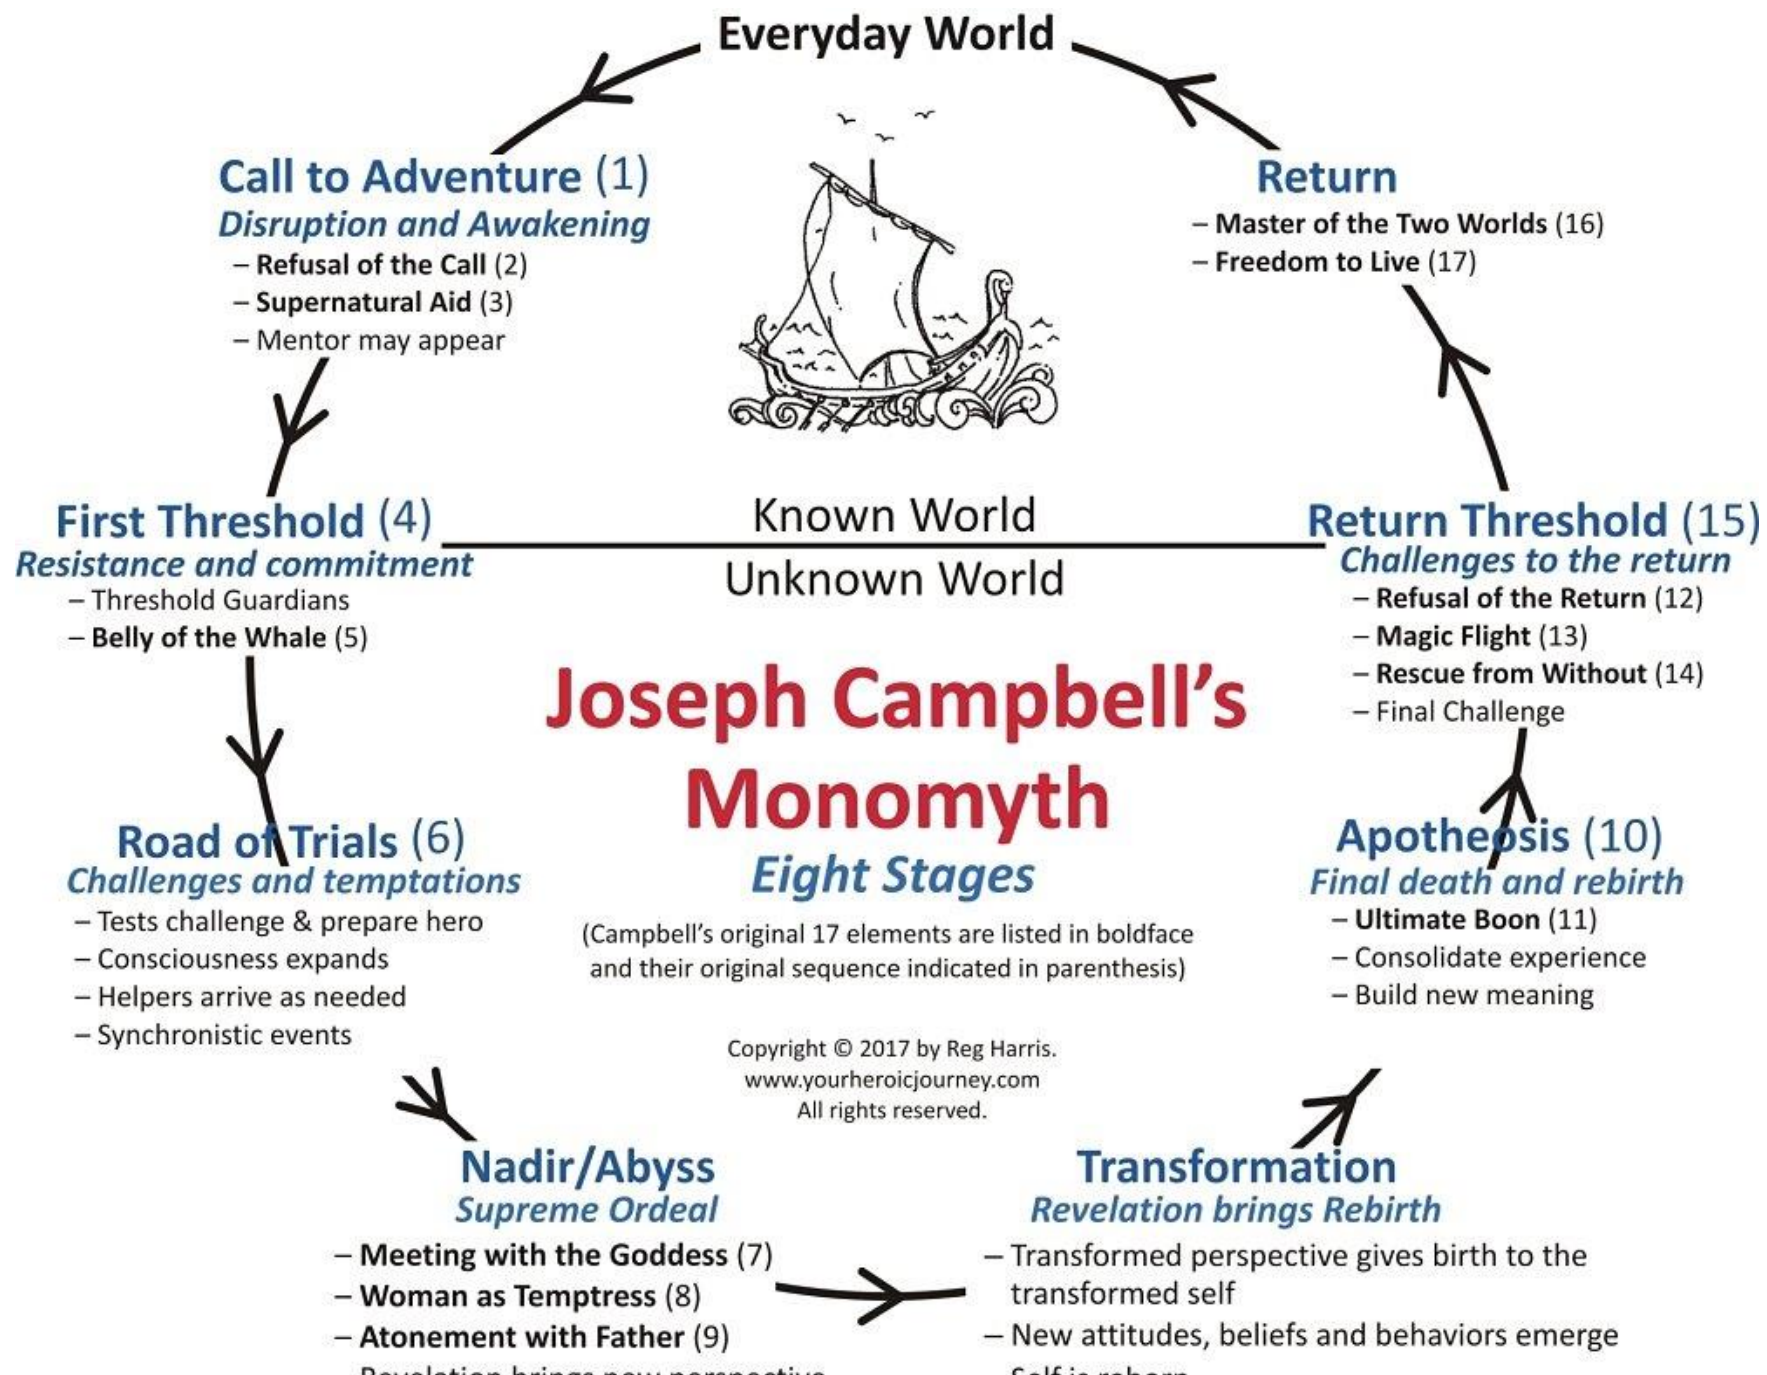 Everyday World
Call to Adventure (1)
Disruption and Awakening
– Refusal of the Call (2)
– Supernatural Aid (3)
– Mentor may appear
Return
– Master of the Two Worlds (16)
– Freedom to Live (17)
First Threshold (4)
Resistance and commitment
– Threshold Guardians
– Belly of the Whale (5)
Known World
Unknown World
Return Threshold (15)
Challenges to the return
– Refusal of the Return (12)
– Magic Flight (13)
– Rescue from Without (14)
– Final Challenge
Joseph Campbell’s
Monomyth
Eight Stages
(Campbell’s original 17 elements are listed in boldface
and their original sequence indicated in parenthesis)
Copyright © 2017 by Reg Harris.
www.yourheroicjourney.com
All rights reserved.
Road of Trials (6)
Challenges and temptations
– Tests challenge & prepare hero
– Consciousness expands
– Helpers arrive as needed
– Synchronistic events
Apotheosis (10)
Final death and rebirth
– Ultimate Boon (11)
– Consolidate experience
– Build new meaning
Nadir/Abyss
Supreme Ordeal
– Meeting with the Goddess (7)
– Woman as Temptress (8)
– Atonement with Father (9)
Revelation brings new perspective
Transformation
Revelation brings Rebirth
– Transformed perspective gives birth to the
transformed self
– New attitudes, beliefs and behaviors emerge
Self is reborn